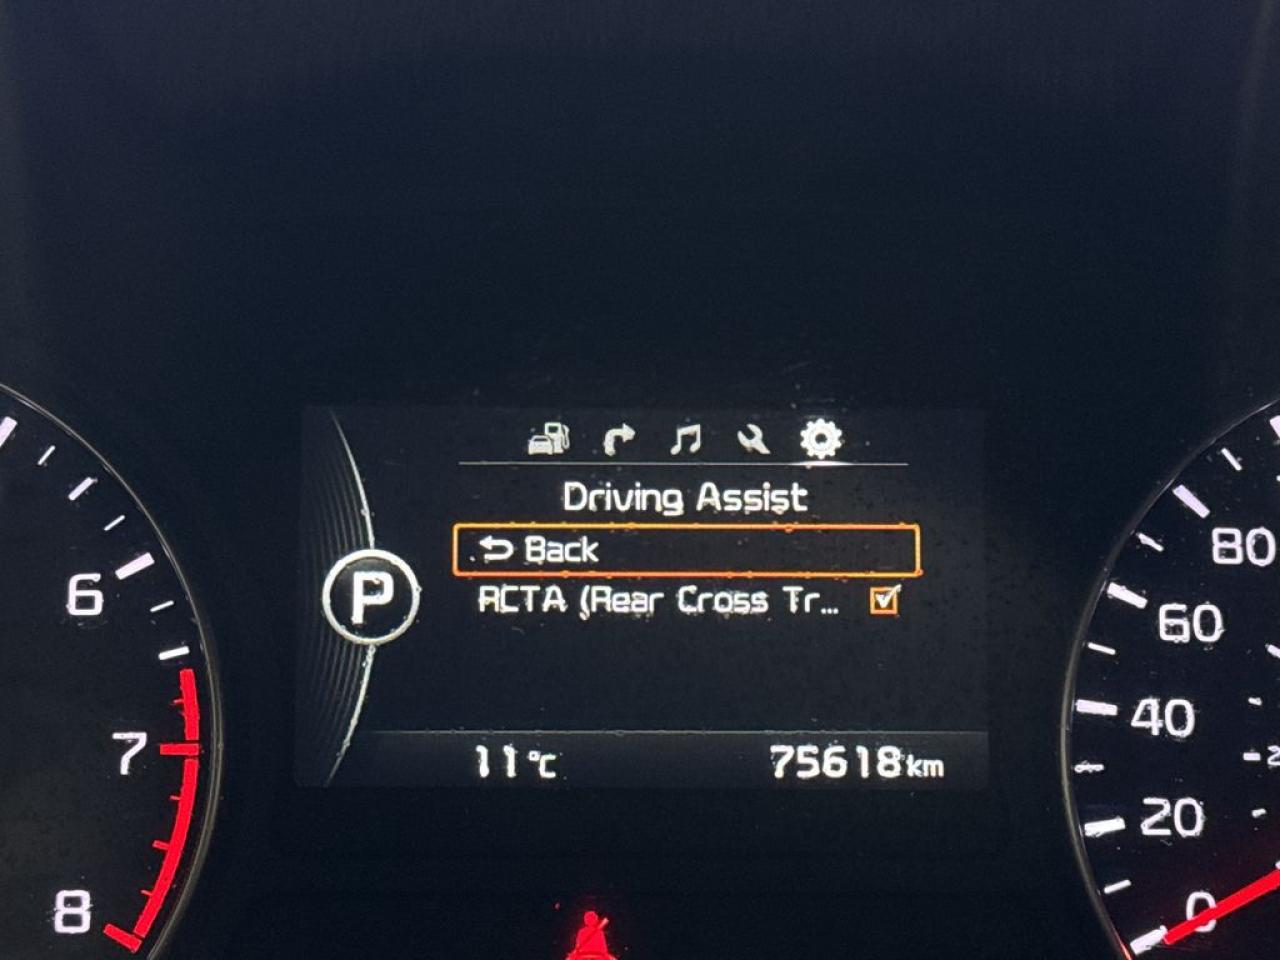 Driving Assist
Back
RCTA (Rear Cross Tr...
P
11°C
75618km
6
7
8
80
60
40
20
0